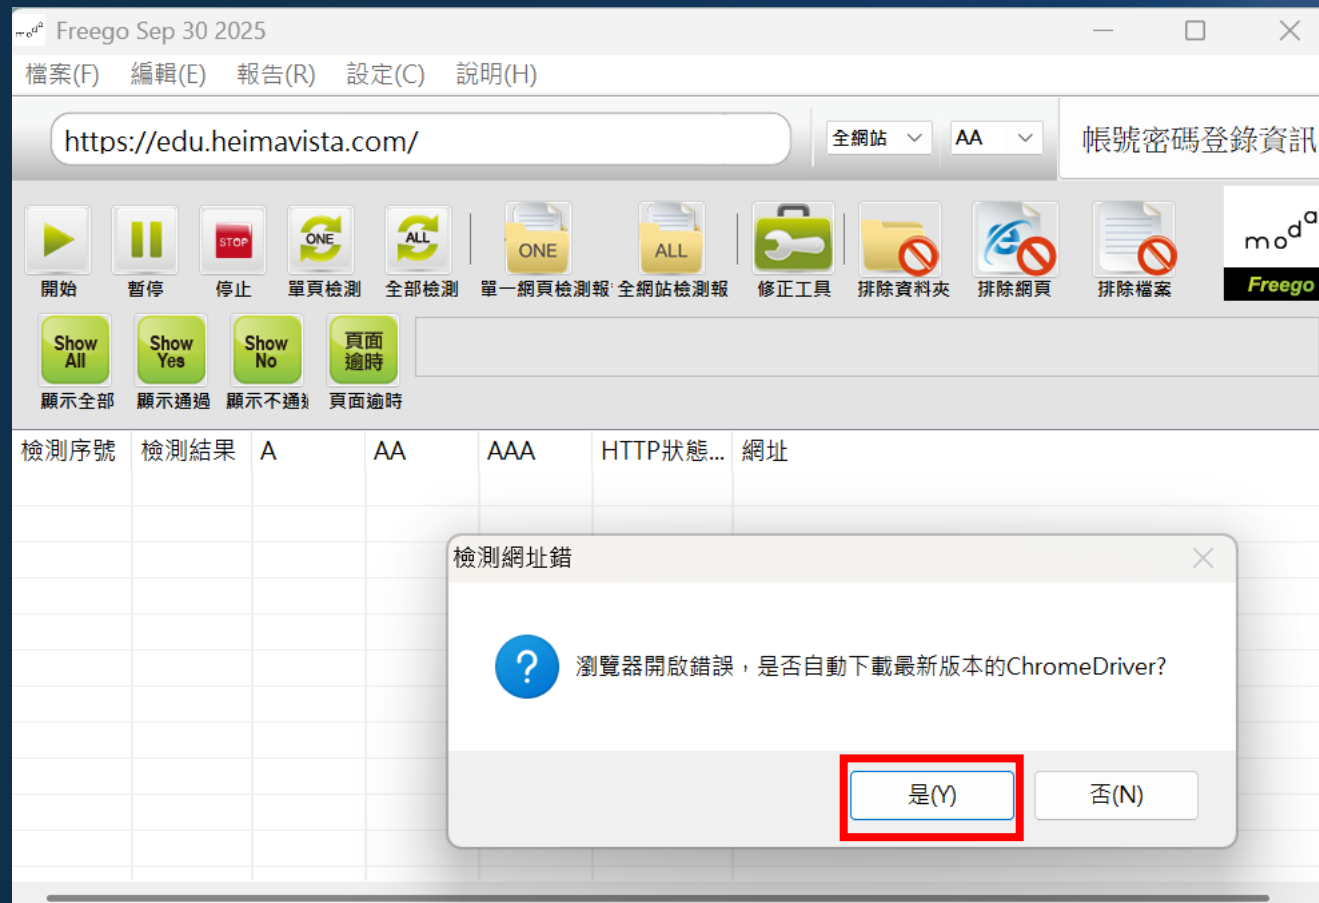 moda Freego Sep 30 2025
檔案(F) 編輯(E) 報告(R) 設定(C) 說明(H)
https://edu.heimavista.com/ 全網站 AA 帳號密碼登錄資訊
STOP ONE ALL ONE ALL moda
開始 暫停 停止 單頁檢測 全部檢測 單一網頁檢測報 全網站檢測報 修正工具 排除資料夾 排除網頁 排除檔案 Freego
Show All Show Yes Show No 頁面逾時
顯示全部 顯示通過 顯示不通 頁面逾時
檢測序號 檢測結果 A AA AAA HTTP狀態... 網址
檢測網址錯
瀏覽器開啟錯誤，是否自動下載最新版本的ChromeDriver?
是(Y) 否(N)